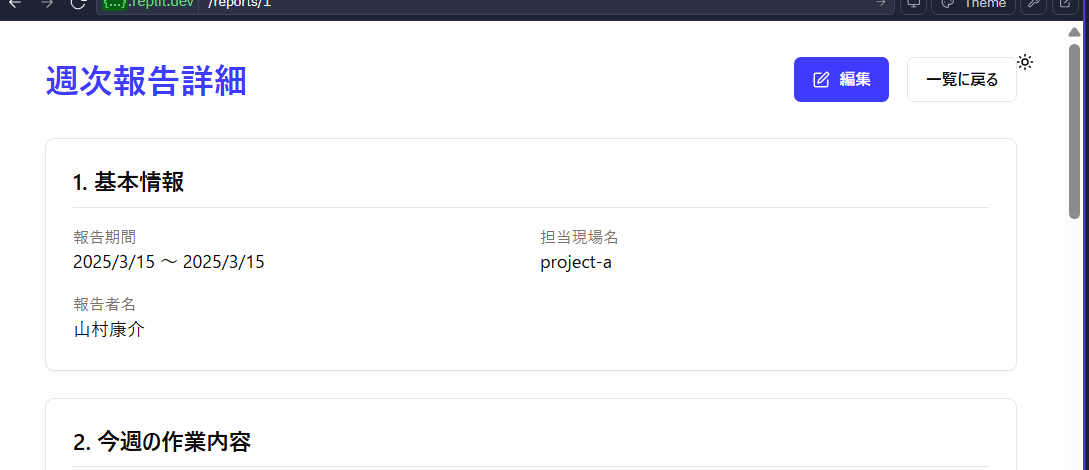 {...}.replit.dev /reports/1
Theme
週次報告詳細
編集
一覧に戻る
1. 基本情報
報告期間
2025/3/15 ～ 2025/3/15
担当現場名
project-a
報告者名
山村康介
2. 今週の作業内容